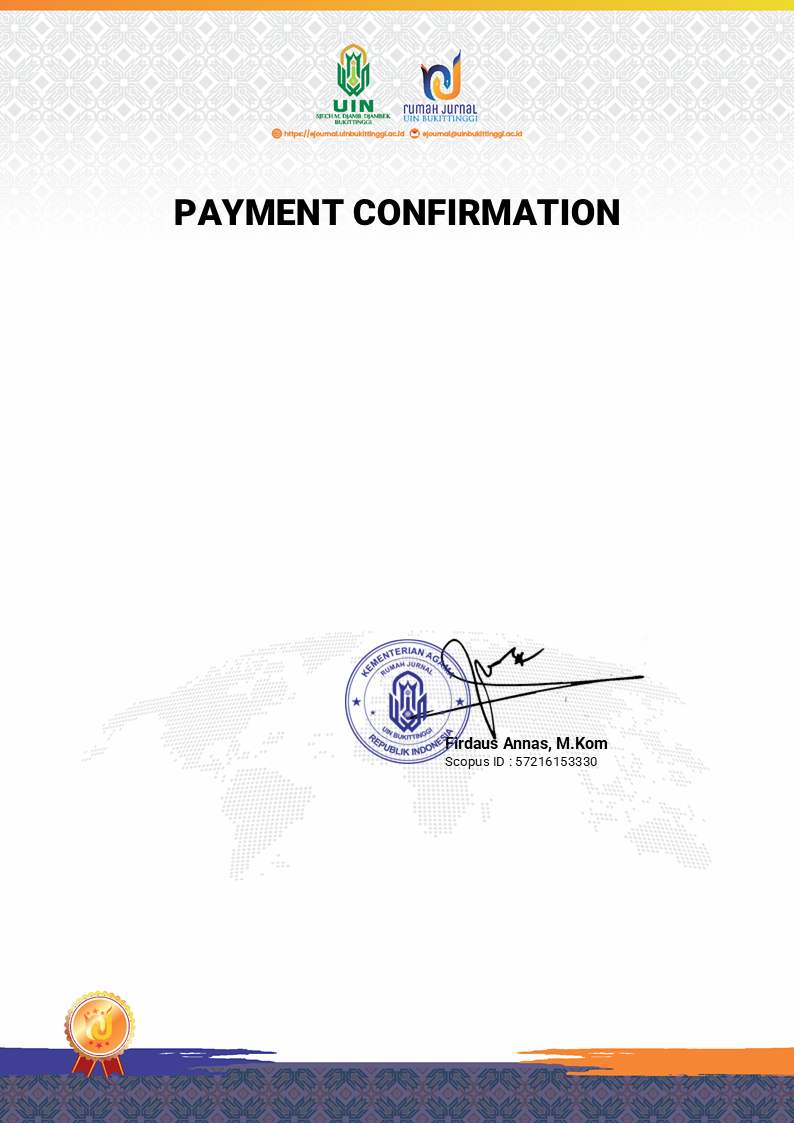 UIN
SJECH M. DJAMIL DJAMBEK
BUKITTINGGI
rumah jurnal
UIN BUKITTINGGI
https://ejournal.uinbukittinggi.ac.id ejournal@uinbukittinggi.ac.id
PAYMENT CONFIRMATION
KEMENTERIAN AGAMA
RUMAH JURNAL
UIN BUKITTINGGI
REPUBLIK INDONESIA
Firdaus Annas, M.Kom
Scopus ID : 57216153330